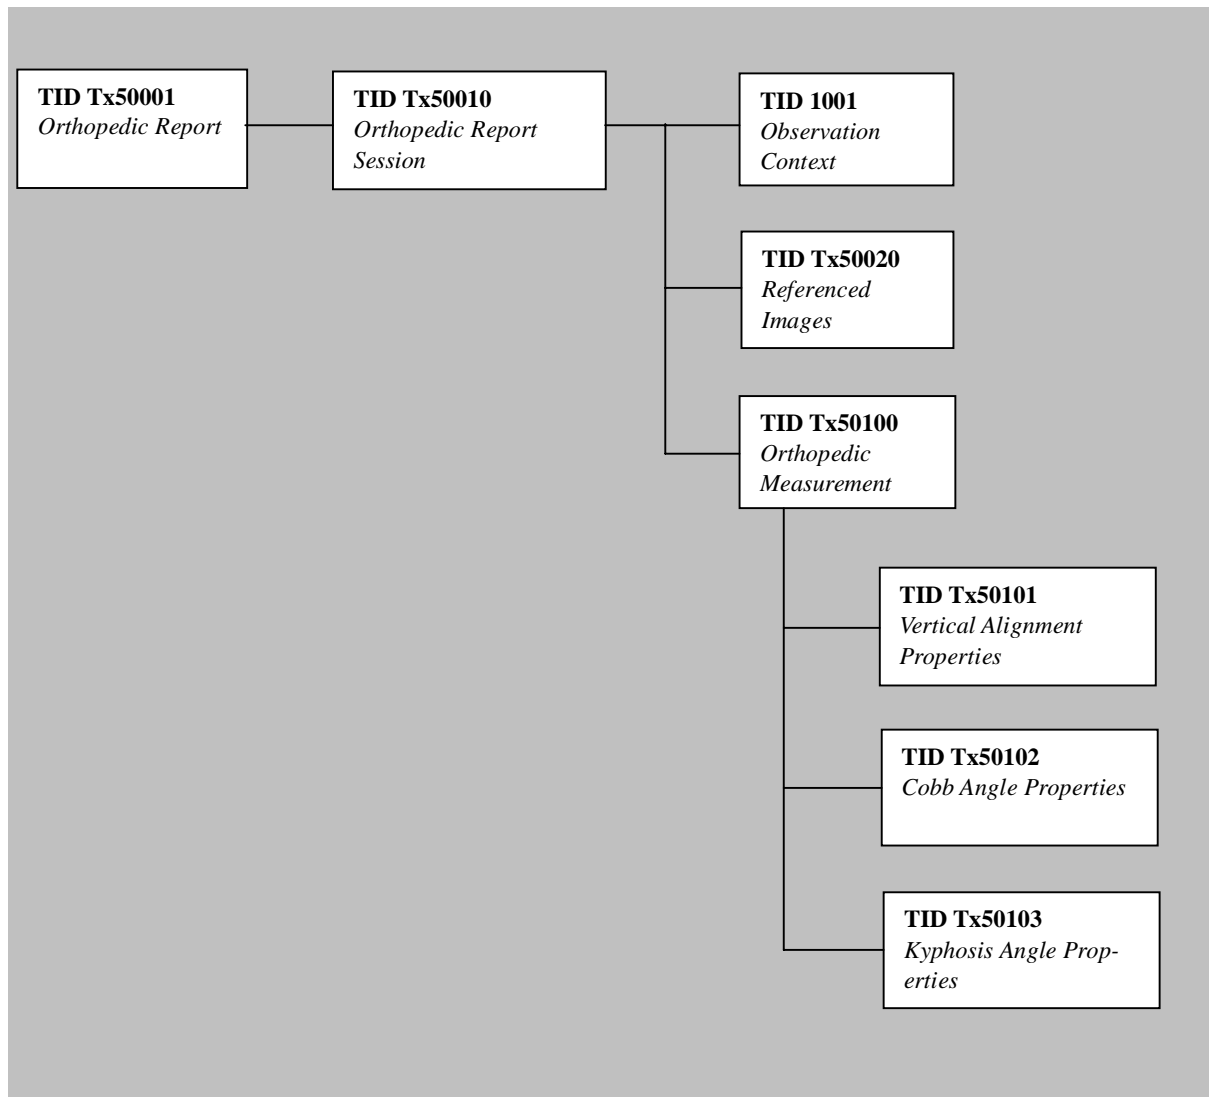 TID Tx50001
Orthopedic Report
TID Tx50010
Orthopedic Report
Session
TID 1001
Observation
Context
TID Tx50020
Referenced
Images
TID Tx50100
Orthopedic
Measurement
TID Tx50101
Vertical Alignment
Properties
TID Tx50102
Cobb Angle Properties
TID Tx50103
Kyphosis Angle Prop-
erties